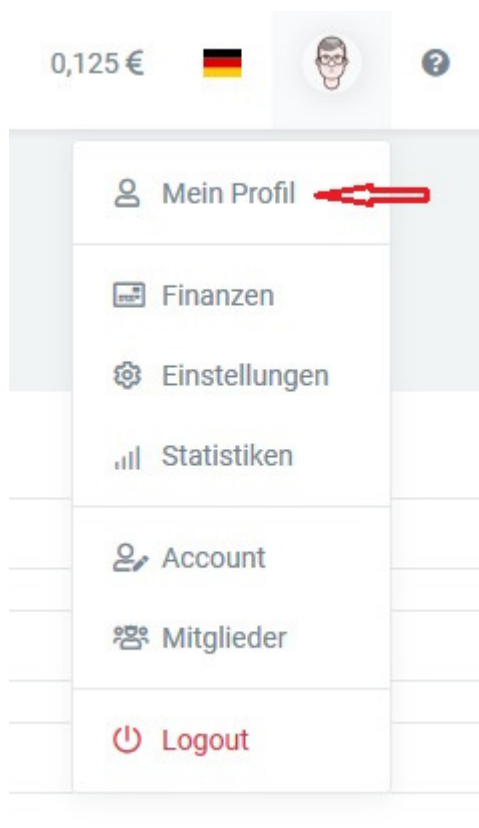 0,125 €
Mein Profil
Finanzen
Einstellungen
Statistiken
Account
Mitglieder
Logout